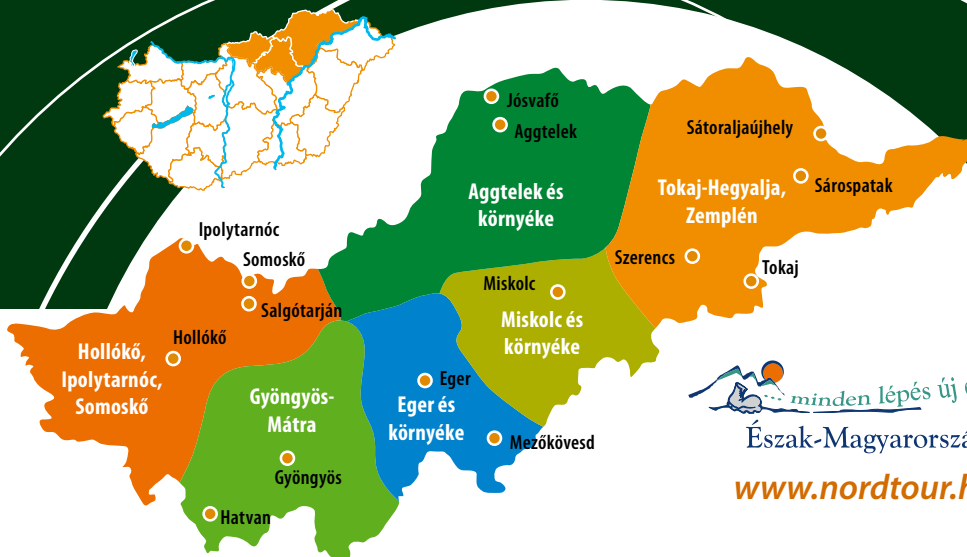 Jósvafő
Aggtelek
Aggtelek és
környéke
Sátoraljaújhely
Sárospatak
Tokaj-Hegyalja,
Zemplén
Szerencs
Tokaj
Ipolytarnóc
Somoskő
Salgótarján
Hollókő
Hollókő,
Ipolytarnóc,
Somoskő
Miskolc
Miskolc és
környéke
Gyöngyös-
Mátra
Gyöngyös
Hatvan
Eger
Eger és
környéke
Mezőkövesd
minden lépés új
Észak-Magyarorszá
www.nordtour.h